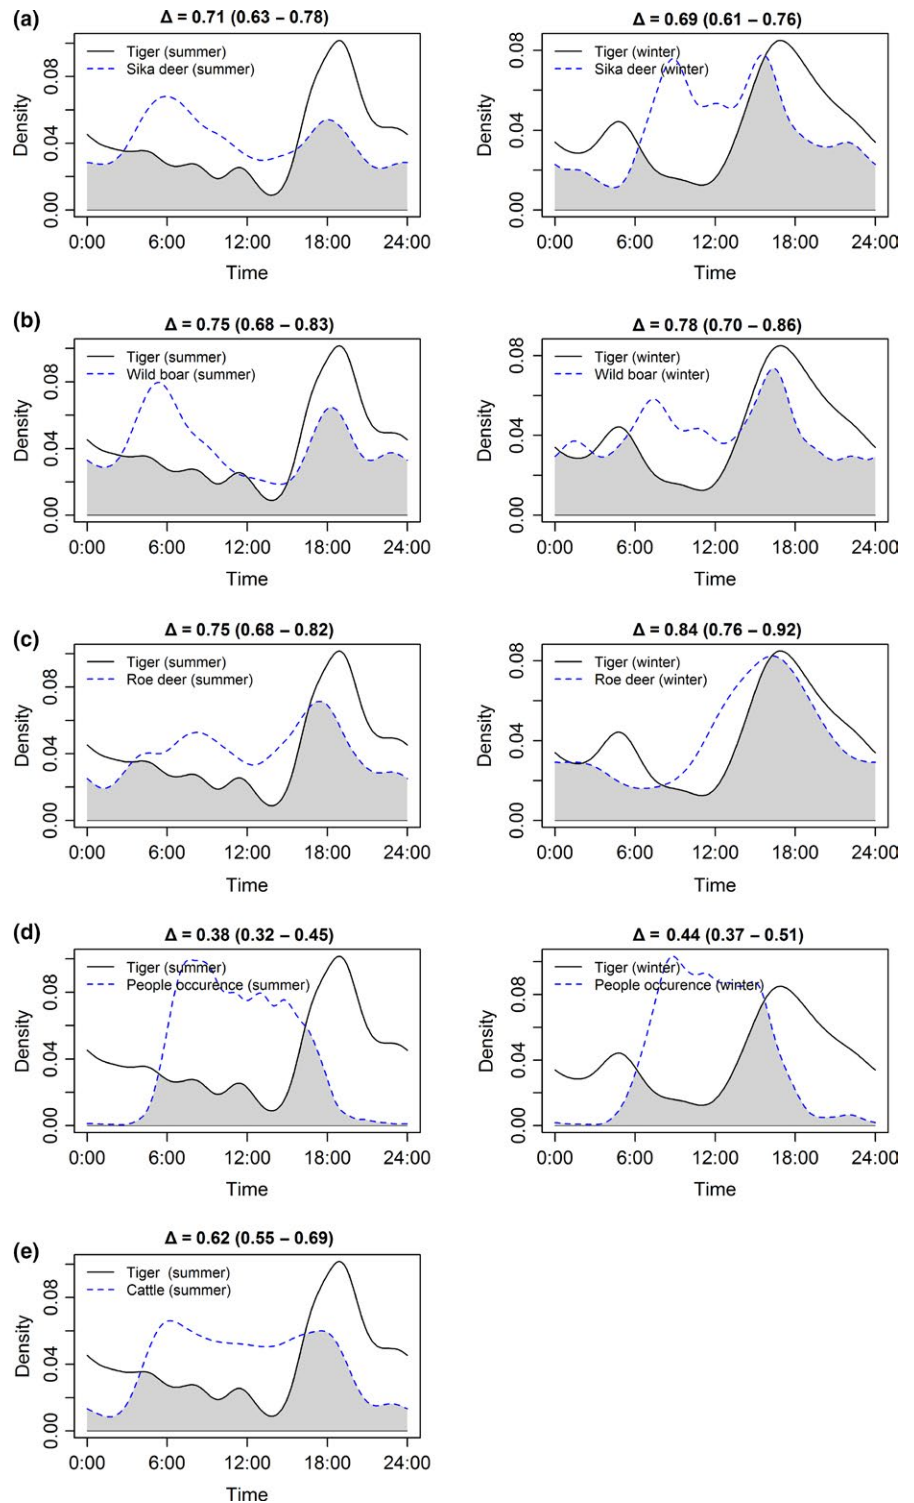 (a)
Δ = 0.71 (0.63 – 0.78)
Tiger (summer)
Sika deer (summer)
Density
0.00 0.04 0.08
0:00 6:00 12:00 18:00 24:00
Time
Δ = 0.69 (0.61 – 0.76)
Tiger (winter)
Sika deer (winter)
Density
0.00 0.04 0.08
0:00 6:00 12:00 18:00 24:00
Time
(b)
Δ = 0.75 (0.68 – 0.83)
Tiger (summer)
Wild boar (summer)
Density
0.00 0.04 0.08
0:00 6:00 12:00 18:00 24:00
Time
Δ = 0.78 (0.70 – 0.86)
Tiger (winter)
Wild boar (winter)
Density
0.00 0.04 0.08
0:00 6:00 12:00 18:00 24:00
Time
(c)
Δ = 0.75 (0.68 – 0.82)
Tiger (summer)
Roe deer (summer)
Density
0.00 0.04 0.08
0:00 6:00 12:00 18:00 24:00
Time
Δ = 0.84 (0.76 – 0.92)
Tiger (winter)
Roe deer (winter)
Density
0.00 0.04 0.08
0:00 6:00 12:00 18:00 24:00
Time
(d)
Δ = 0.38 (0.32 – 0.45)
Tiger (summer)
People occurence (summer)
Density
0.00 0.04 0.08
0:00 6:00 12:00 18:00 24:00
Time
Δ = 0.44 (0.37 – 0.51)
Tiger (winter)
People occurence (winter)
Density
0.00 0.04 0.08
0:00 6:00 12:00 18:00 24:00
Time
(e)
Δ = 0.62 (0.55 – 0.69)
Tiger (summer)
Cattle (summer)
Density
0.00 0.04 0.08
0:00 6:00 12:00 18:00 24:00
Time